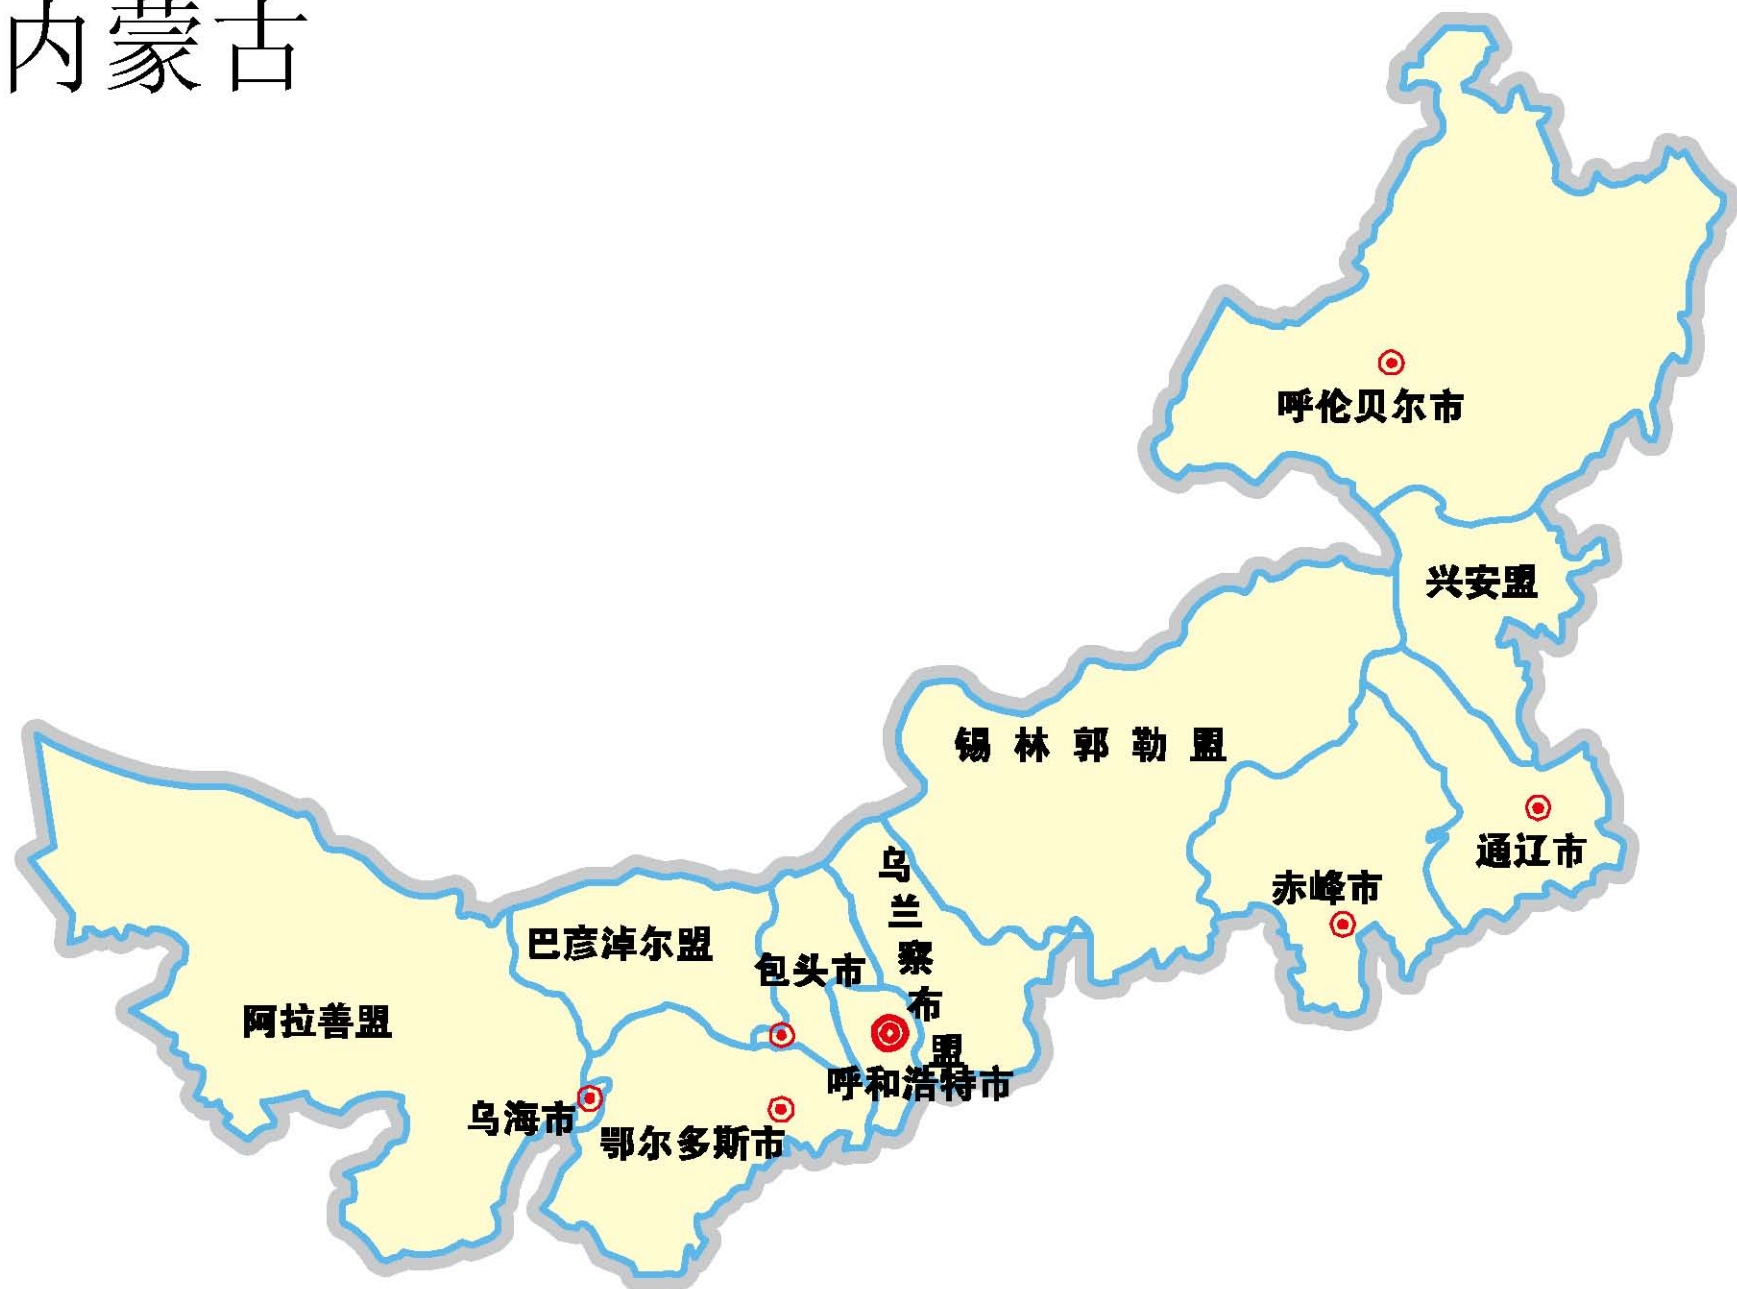 内蒙古
呼伦贝尔市
兴安盟
锡林郭勒盟
通辽市
乌兰察布盟
赤峰市
巴彦淖尔盟
包头市
阿拉善盟
呼和浩特市
乌海市
鄂尔多斯市